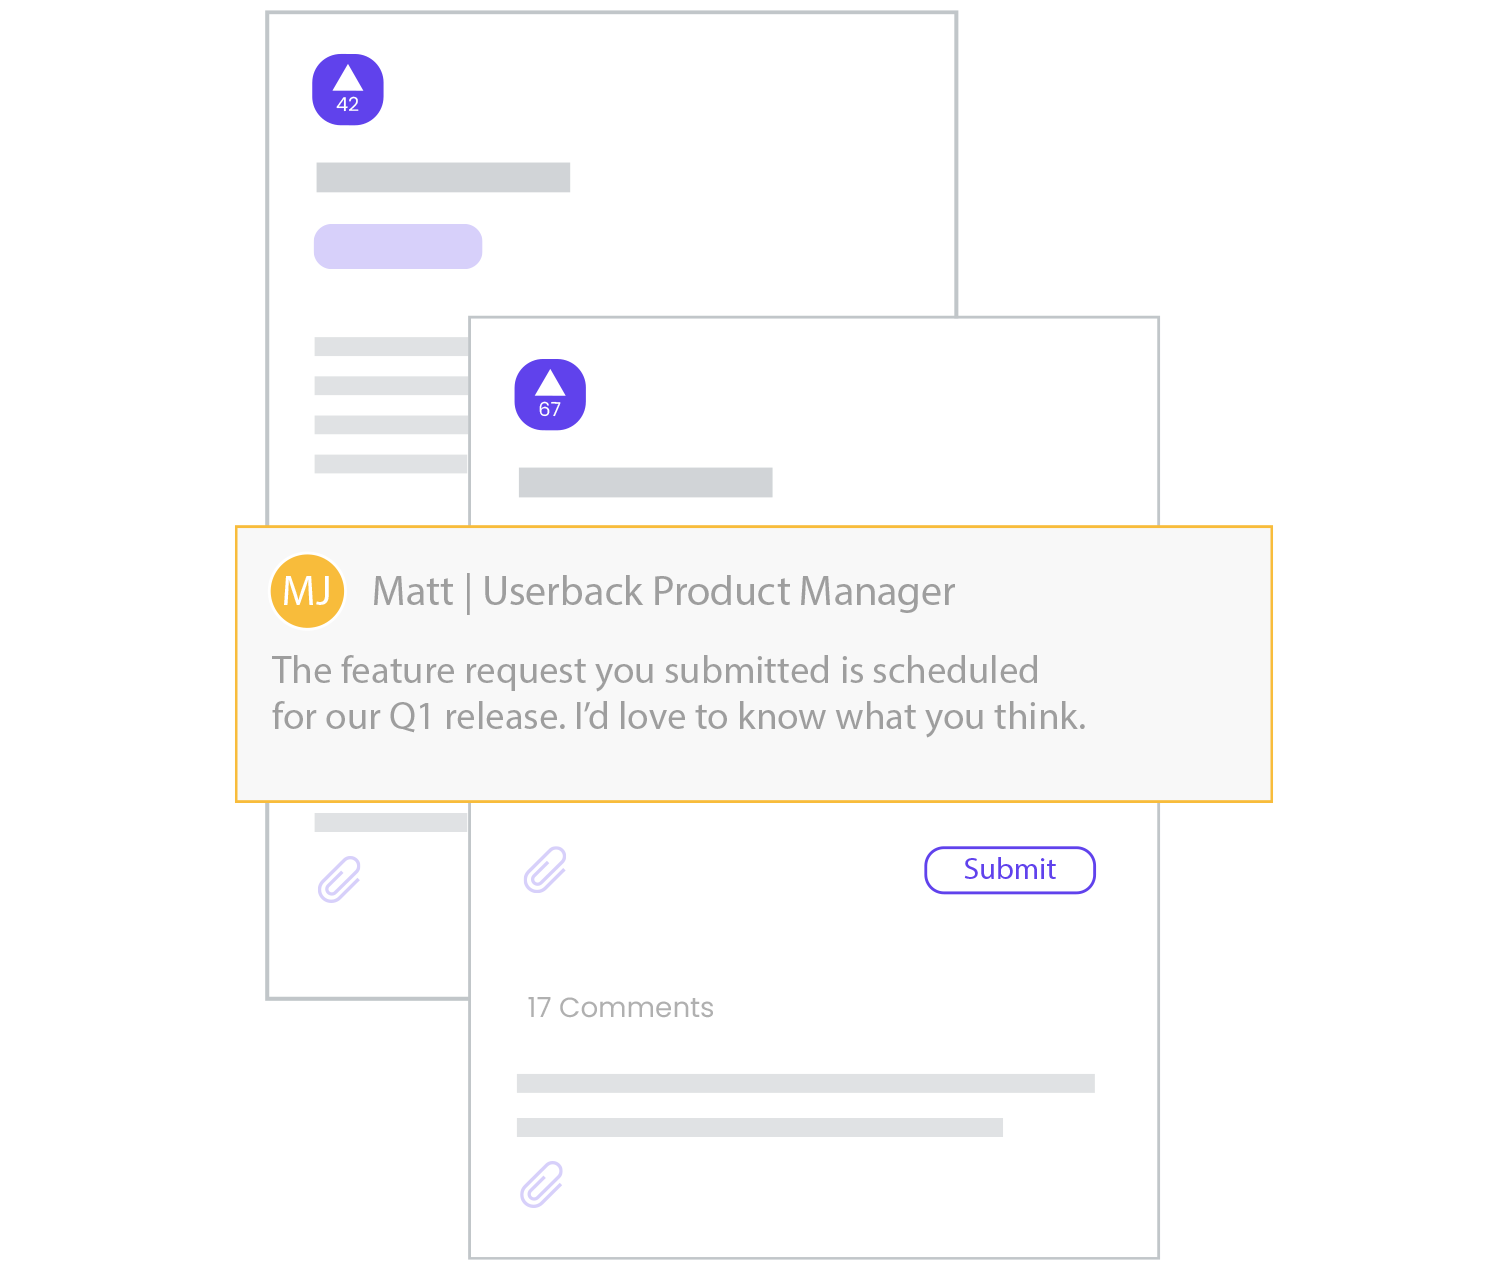 42
67
MJ
Matt | Userback Product Manager
The feature request you submitted is scheduled
for our Q1 release. I’d love to know what you think.
Submit
17 Comments